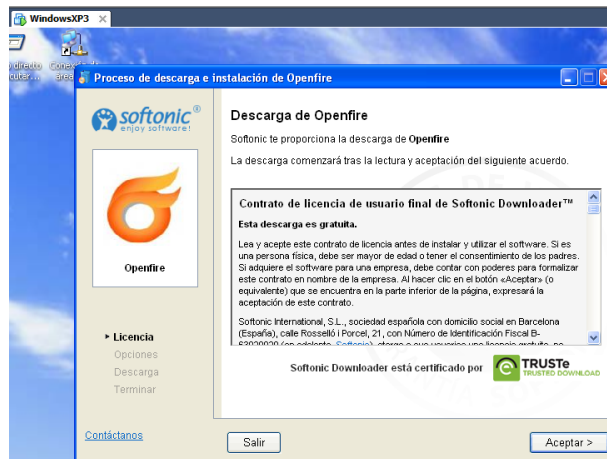 WindowsXP3
Proceso de descarga e instalación de Openfire
softonic®
enjoy software!
Openfire
Licencia
Opciones
Descarga
Terminar
Contáctanos
Descarga de Openfire
Softonic te proporciona la descarga de Openfire
La descarga comenzará tras la lectura y aceptación del siguiente acuerdo.
Contrato de licencia de usuario final de Softonic Downloader™
Esta descarga es gratuita.
Lea y acepte este contrato de licencia antes de instalar y utilizar el software. Si es
una persona física, debe ser mayor de edad o tener el consentimiento de los padres.
Si adquiere el software para una empresa, debe contar con poderes para formalizar
este contrato en nombre de la empresa. Al hacer clic en el botón «Aceptar» (o
equivalente) que se encuentra en la parte inferior de la página, expresará la
aceptación de este contrato.
Softonic International, S.L., sociedad española con domicilio social en Barcelona
(España), calle Rosselló i Porcel, 21, con Número de Identificación Fiscal B-
Softonic Downloader está certificado por
TRUSTe
TRUSTED DOWNLOAD
Salir
Aceptar >